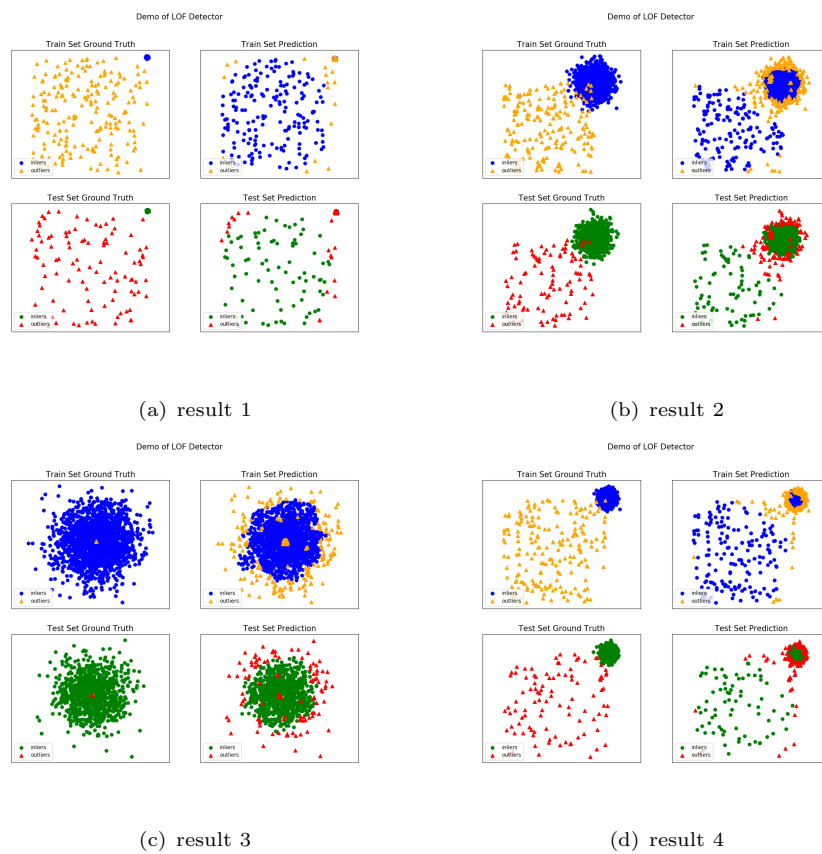 Demo of LOF Detector
Train Set Ground Truth
Train Set Prediction
inliers
outliers
inliers
outliers
Test Set Ground Truth
Test Set Prediction
inliers
outliers
inliers
outliers
(a) result 1
Demo of LOF Detector
Train Set Ground Truth
Train Set Prediction
inliers
outliers
inliers
outliers
Test Set Ground Truth
Test Set Prediction
inliers
outliers
inliers
outliers
(b) result 2
Demo of LOF Detector
Train Set Ground Truth
Train Set Prediction
inliers
outliers
inliers
outliers
Test Set Ground Truth
Test Set Prediction
inliers
outliers
inliers
outliers
(c) result 3
Demo of LOF Detector
Train Set Ground Truth
Train Set Prediction
inliers
outliers
inliers
outliers
Test Set Ground Truth
Test Set Prediction
inliers
outliers
inliers
outliers
(d) result 4